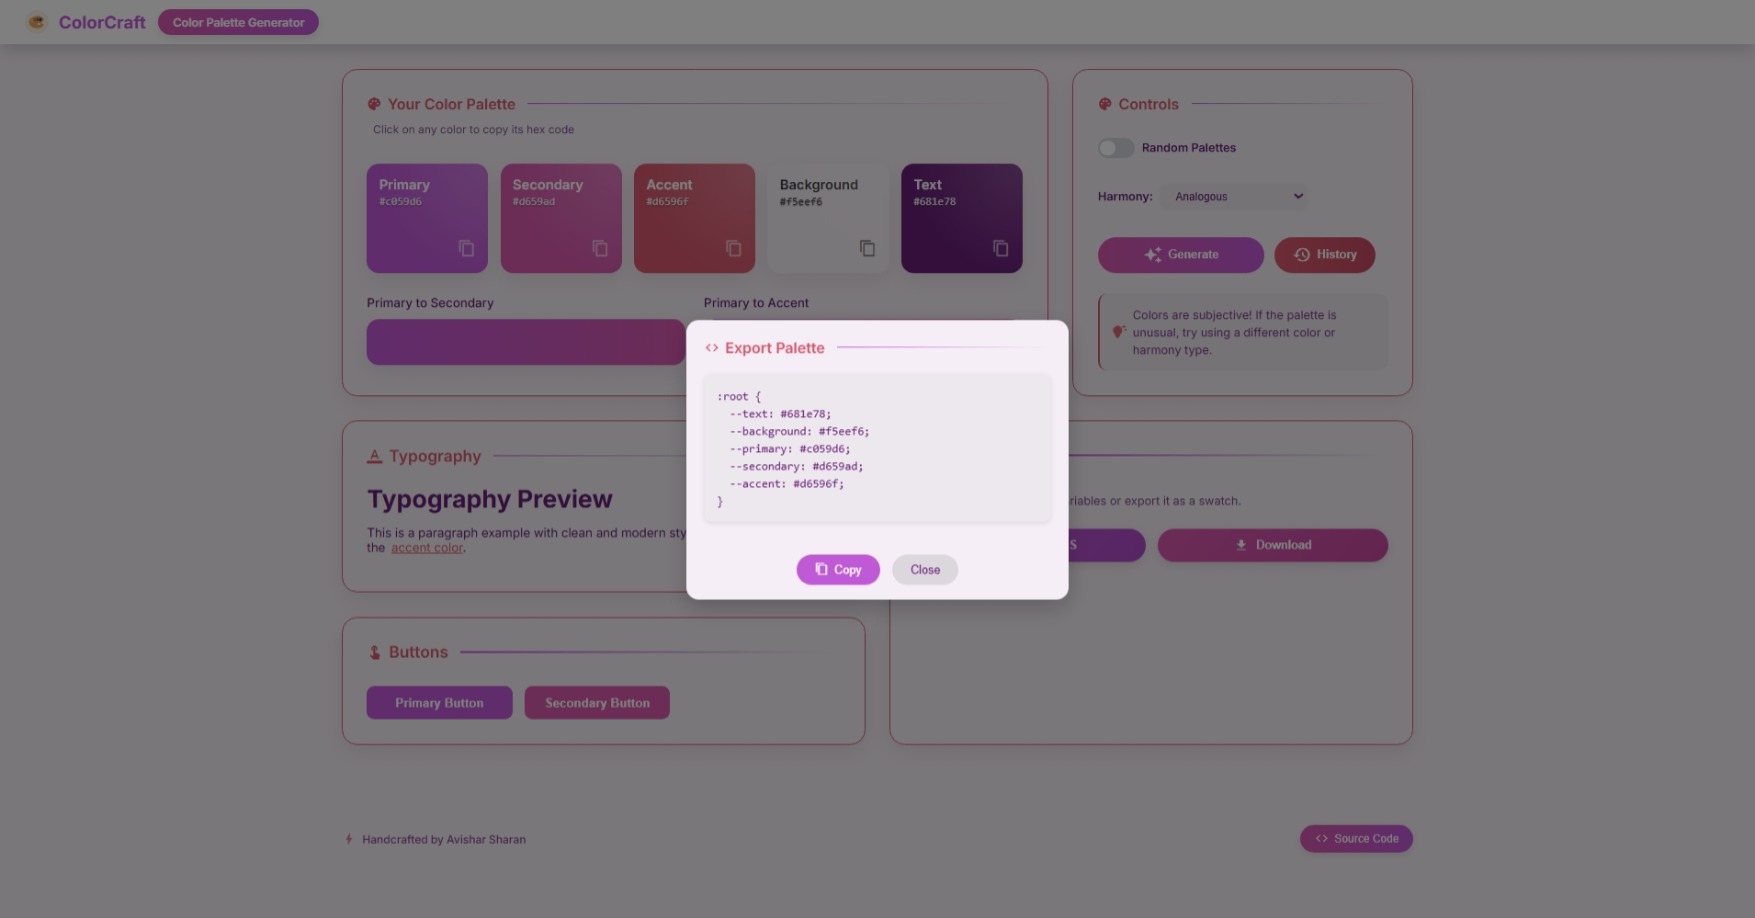 ColorCraft
Color Palette Generator
Your Color Palette
Click on any color to copy its hex code
Primary
#c059d6
Secondary
#d659ad
Accent
#d6596f
Background
#f5eef6
Text
#681e78
Primary to Secondary
Primary to Accent
Controls
Random Palettes
Harmony:
Analogous
Generate
History
Colors are subjective! If the palette is
unusual, try using a different color or
harmony type.
Export Palette
:root {
--text: #681e78;
--background: #f5eef6;
--primary: #c059d6;
--secondary: #d659ad;
--accent: #d6596f;
}
Copy
Close
Typography
Typography Preview
This is a paragraph example with clean and modern
the accent color.
or export it as a swatch.
Download
Buttons
Primary Button
Secondary Button
Handcrafted by Avishar Sharan
Source Code